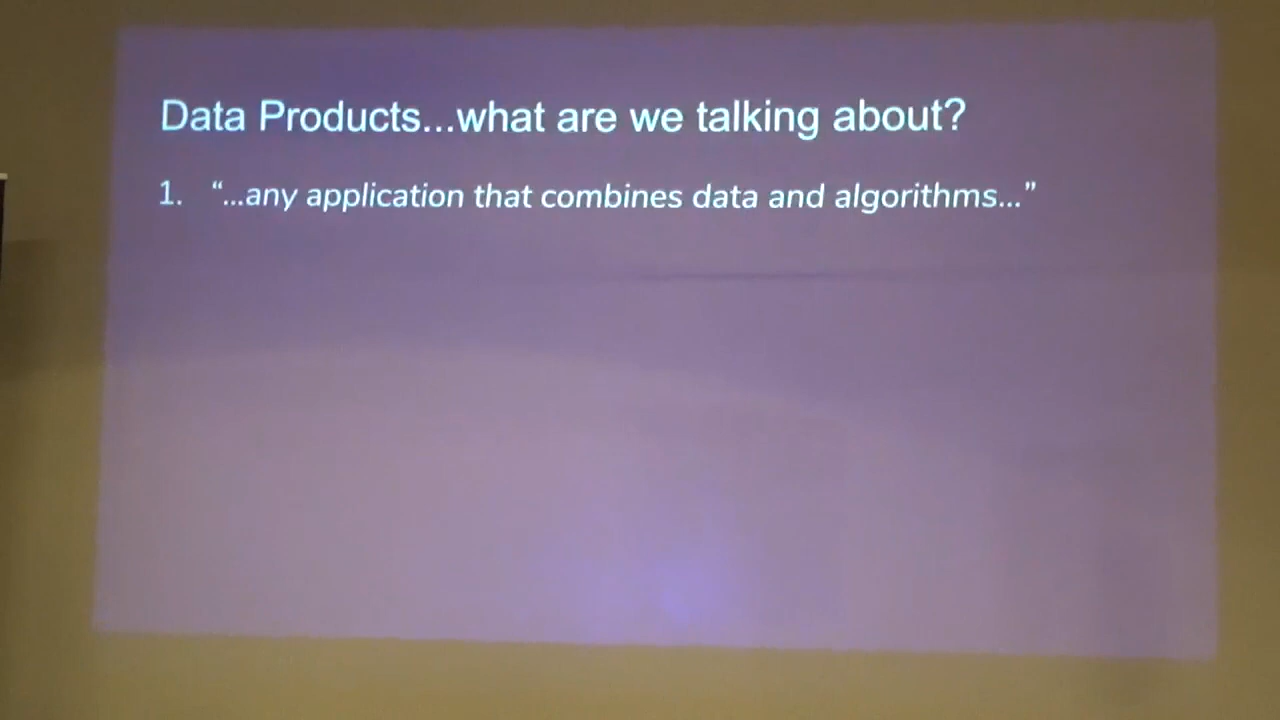 Data Products...what are we talking about?
1. “...any application that combines data and algorithms...”